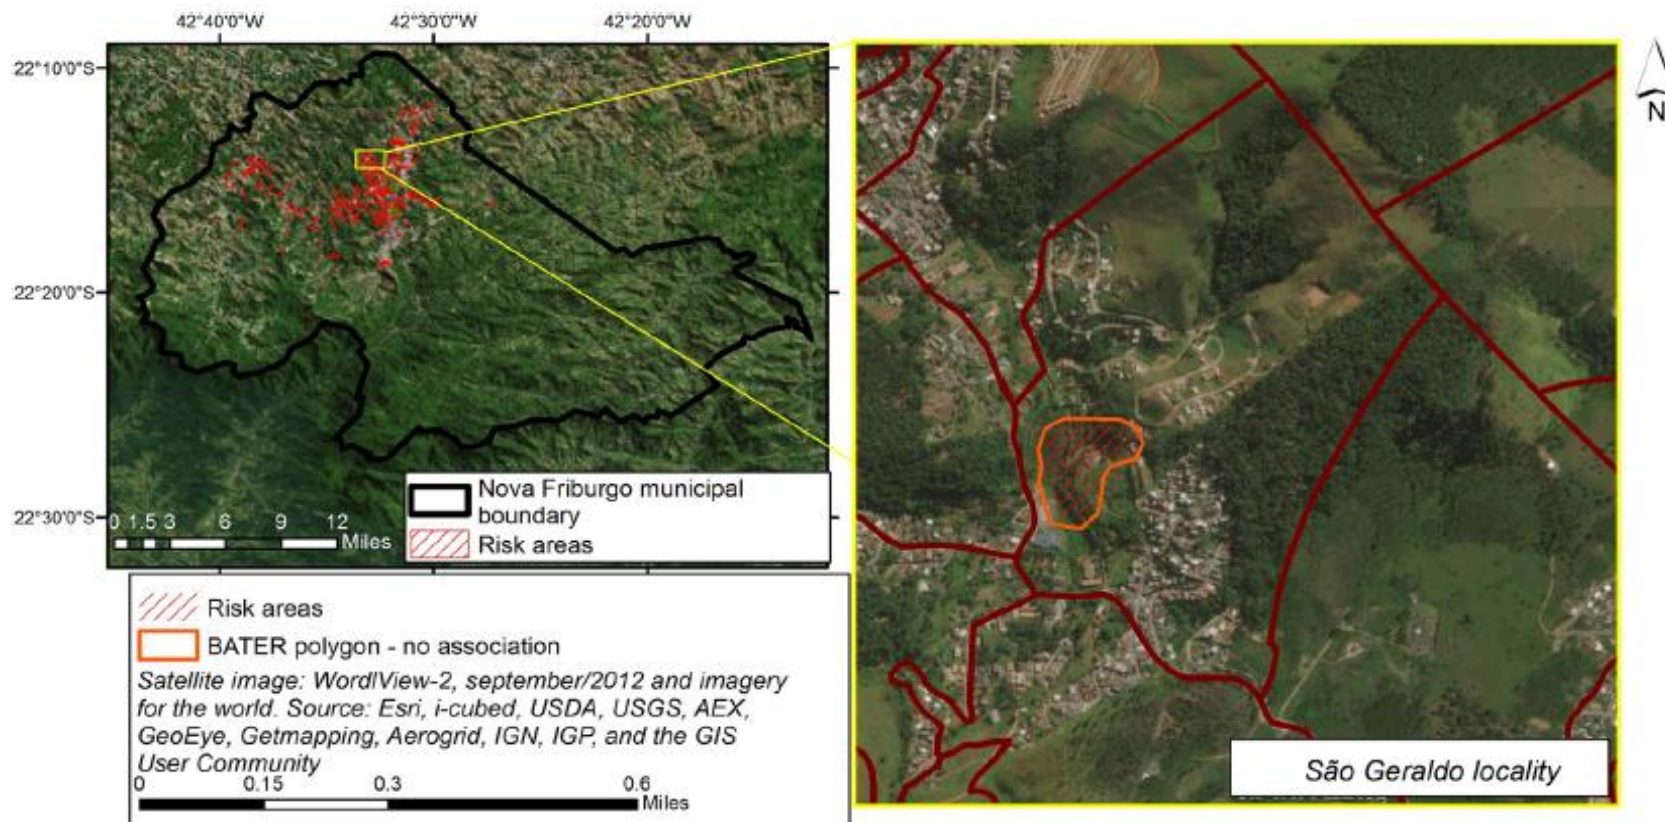 42°40'0"W 42°30'0"W 42°20'0"W
22°10'0"S
22°20'0"S
22°30'0"S
0 1.5 3 6 9 12
Miles
Nova Friburgo municipal
boundary
Risk areas
Risk areas
BATER polygon - no association
Satellite image: WordlView-2, september/2012 and imagery
for the world. Source: Esri, i-cubed, USDA, USGS, AEX,
GeoEye, Getmapping, Aerogrid, IGN, IGP, and the GIS
User Community
0 0.15 0.3 0.6
Miles
N
São Geraldo locality